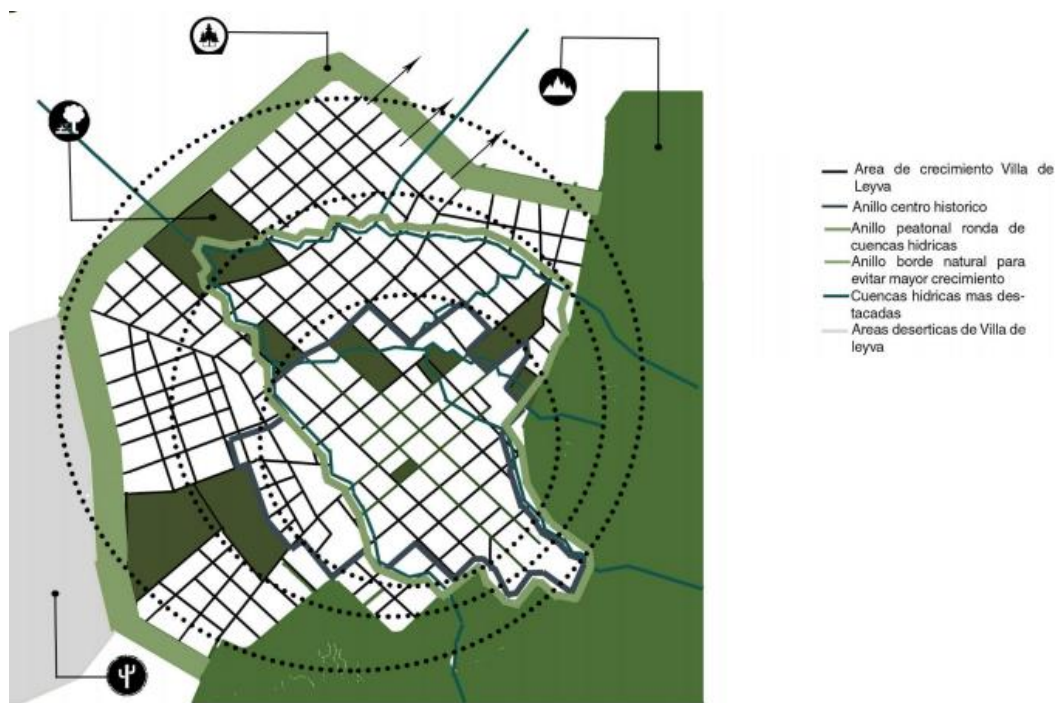 Area de crecimiento Villa de
Leyva
Anillo centro historico
Anillo peatonal ronda de
cuencas hidricas
Anillo borde natural para
evitar mayor crecimiento
Cuencas hidricas mas des-
tacadas
Areas deserticas de Villa de
leyva